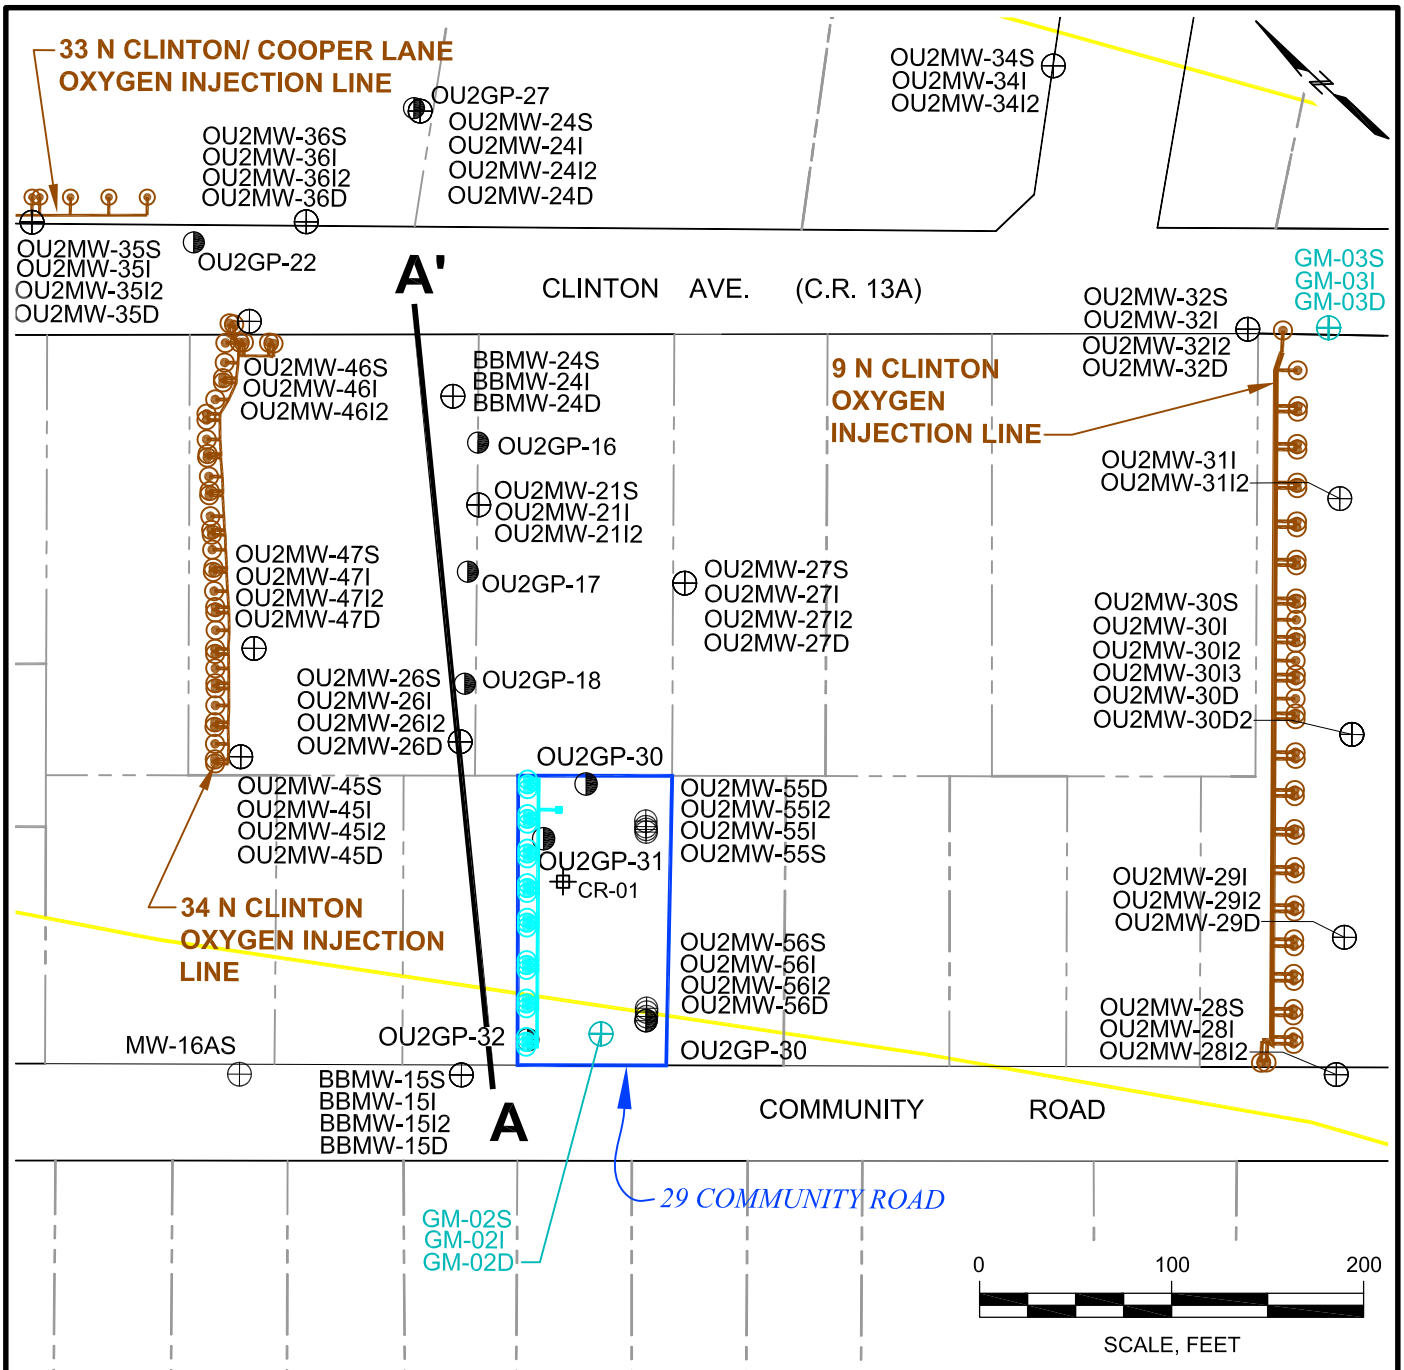 33 N CLINTON/ COOPER LANE
OXYGEN INJECTION LINE
OU2GP-27
OU2MW-24S
OU2MW-24I
OU2MW-24I2
OU2MW-24D
OU2MW-34S
OU2MW-34I
OU2MW-34I2
N
OU2MW-36S
OU2MW-36I
OU2MW-36I2
OU2MW-36D
OU2MW-35S
OU2MW-35I
OU2MW-35I2
OU2MW-35D
OU2GP-22
A'
CLINTON AVE. (C.R. 13A)
GM-03S
GM-03I
GM-03D
OU2MW-32S
OU2MW-32I
OU2MW-32I2
OU2MW-32D
OU2MW-46S
OU2MW-46I
OU2MW-46I2
BBMW-24S
BBMW-24I
BBMW-24D
OU2GP-16
9 N CLINTON
OXYGEN
INJECTION LINE
OU2MW-31I
OU2MW-31I2
OU2MW-21S
OU2MW-21I
OU2MW-21I2
OU2MW-47S
OU2MW-47I
OU2MW-47I2
OU2MW-47D
OU2GP-17
OU2MW-27S
OU2MW-27I
OU2MW-27I2
OU2MW-27D
OU2MW-30S
OU2MW-30I
OU2MW-30I2
OU2MW-30I3
OU2MW-30D
OU2MW-30D2
OU2MW-26S
OU2MW-26I
OU2MW-26I2
OU2MW-26D
OU2GP-18
OU2GP-30
OU2MW-45S
OU2MW-45I
OU2MW-45I2
OU2MW-45D
OU2MW-55D
OU2MW-55I2
OU2MW-55I
OU2MW-55S
OU2GP-31
CR-01
34 N CLINTON
OXYGEN INJECTION
LINE
OU2MW-29I
OU2MW-29I2
OU2MW-29D
OU2MW-56S
OU2MW-56I
OU2MW-56I2
OU2MW-56D
OU2GP-30
OU2MW-28S
OU2MW-28I
OU2MW-28I2
OU2GP-32
MW-16AS
BBMW-15S
BBMW-15I
BBMW-15I2
BBMW-15D
A
COMMUNITY ROAD
29 COMMUNITY ROAD
GM-02S
GM-02I
GM-02D
0 100 200
SCALE, FEET